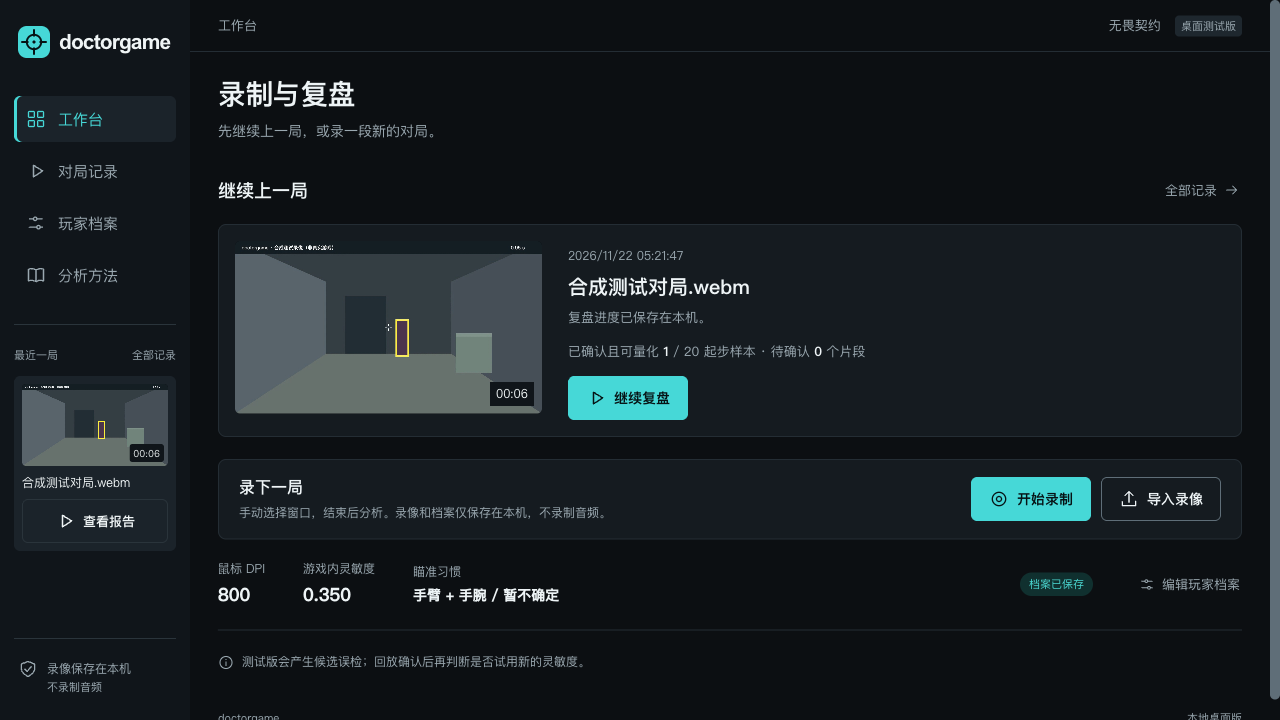 doctorgame
工作台
对局记录
玩家档案
分析方法
最近一局
全部记录
00:06
合成测试对局.webm
查看报告
录像保存在本机
不录制音频
工作台
无畏契约
桌面测试版
录制与复盘
先继续上一局，或录一段新的对局。
继续上一局
全部记录
00:06
2026/11/22 05:21:47
合成测试对局.webm
复盘进度已保存在本机。
已确认且可量化 1 / 20 起步样本 · 待确认 0 个片段
继续复盘
录下一局
手动选择窗口，结束后分析。录像和档案仅保存在本机，不录制音频。
开始录制
导入录像
鼠标 DPI
800
游戏内灵敏度
0.350
瞄准习惯
手臂 + 手腕 / 暂不确定
档案已保存
编辑玩家档案
测试版会产生候选误检；回放确认后再判断是否试用新的灵敏度。
doctorgame
本地桌面版